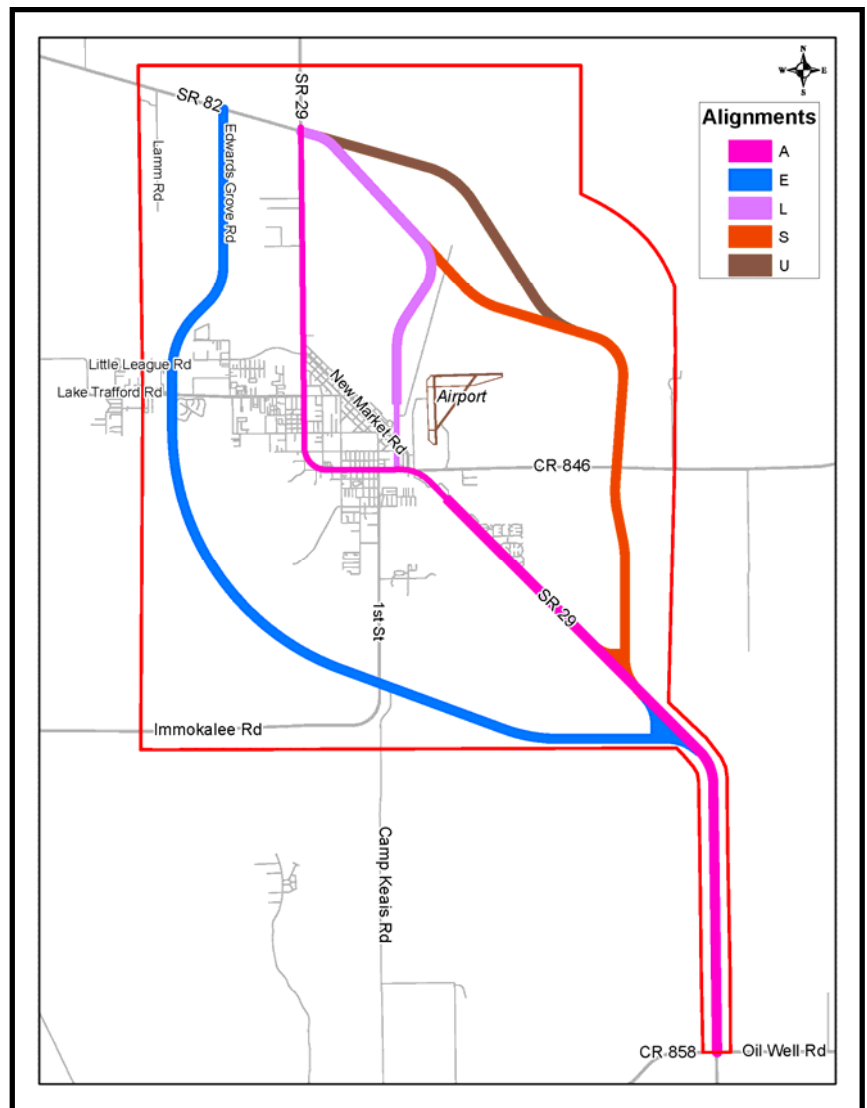 N
W E
S
SR 82
SR-29
Edwards Grove Rd
Lamm Rd
Alignments
A
E
L
S
U
Little League Rd
Lake Trafford Rd
New Market Rd
Airport
CR 846
SR-29
1st St
Immokalee Rd
Camp Keais Rd
CR 858
Oil Well Rd